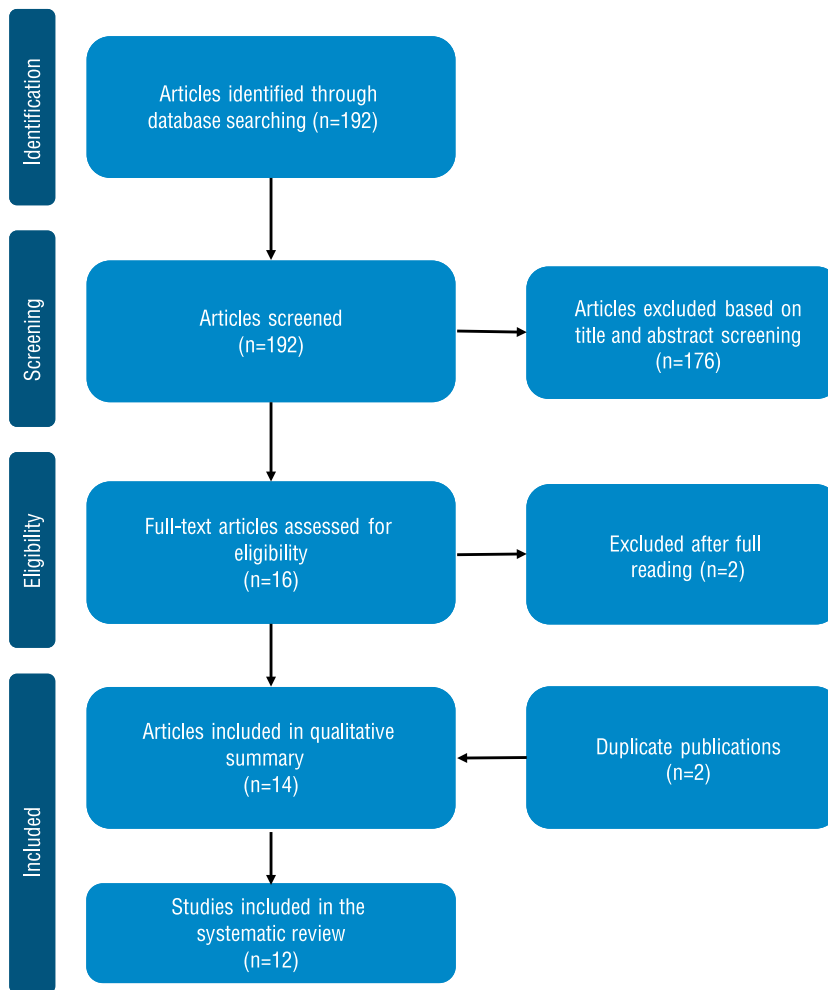 Identification
Articles identified through
database searching (n=192)
Screening
Articles screened
(n=192)
Articles excluded based on
title and abstract screening
(n=176)
Eligibility
Full-text articles assessed for
eligibility
(n=16)
Excluded after full
reading (n=2)
Included
Articles included in qualitative
summary
(n=14)
Duplicate publications
(n=2)
Studies included in the
systematic review
(n=12)